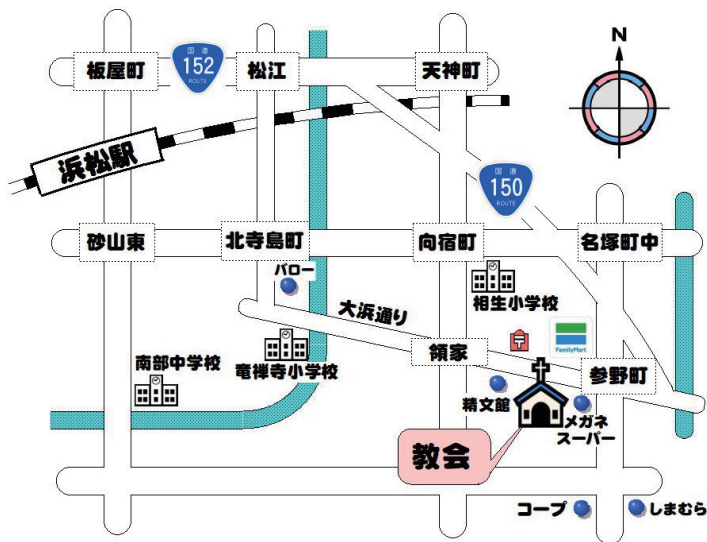 N
国道
152
ROUTE
板屋町
松江
天神町
浜松駅
国道
150
ROUTE
砂山東
北寺島町
向宿町
名塚町中
バロー
相生小学校
大浜通り
FamilyMart
領家
南部中学校
竜禅寺小学校
参野町
精文館
メガネ
スーパー
教会
コープ
しまむら